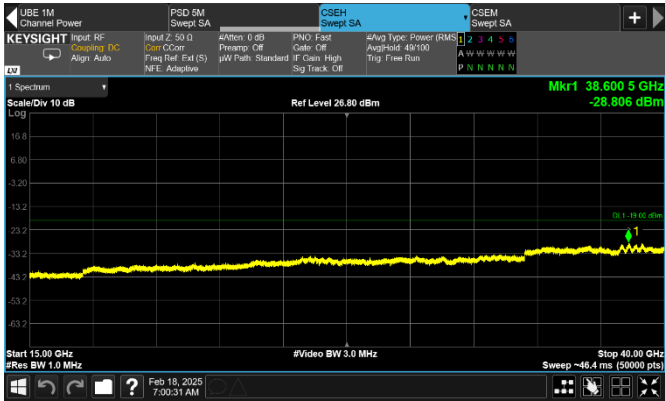 UBE 1M
Channel Power
PSD 5M
Swept SA
CSEH
Swept SA
CSEM
Swept SA
KEYSIGHT
Input: RF
Coupling: DC
Align: Auto
Input Z: 50 Ω
Corr CCorr
Freq Ref: Ext (S)
NFE: Adaptive
#Atten: 0 dB
Preamp: Off
µW Path: Standard
PNO: Fast
Gate: Off
IF Gain: High
Sig Track: Off
#Avg Type: Power (RMS
Avg|Hold: 49/100
Trig: Free Run
1 2 3 4 5 6
A W W W W W
P N N N N N
LXI
1 Spectrum
Mkr1 38.600 5 GHz
Scale/Div 10 dB
Ref Level 26.80 dBm
-28.806 dBm
Log
16.8
6.80
-3.20
-13.2
DL1 -19.00 dBm
-23.2
1
-33.2
-43.2
-53.2
-63.2
Start 15.00 GHz
#Video BW 3.0 MHz
Stop 40.00 GHz
#Res BW 1.0 MHz
Sweep ~46.4 ms (50000 pts)
?
Feb 18, 2025
7:00:31 AM